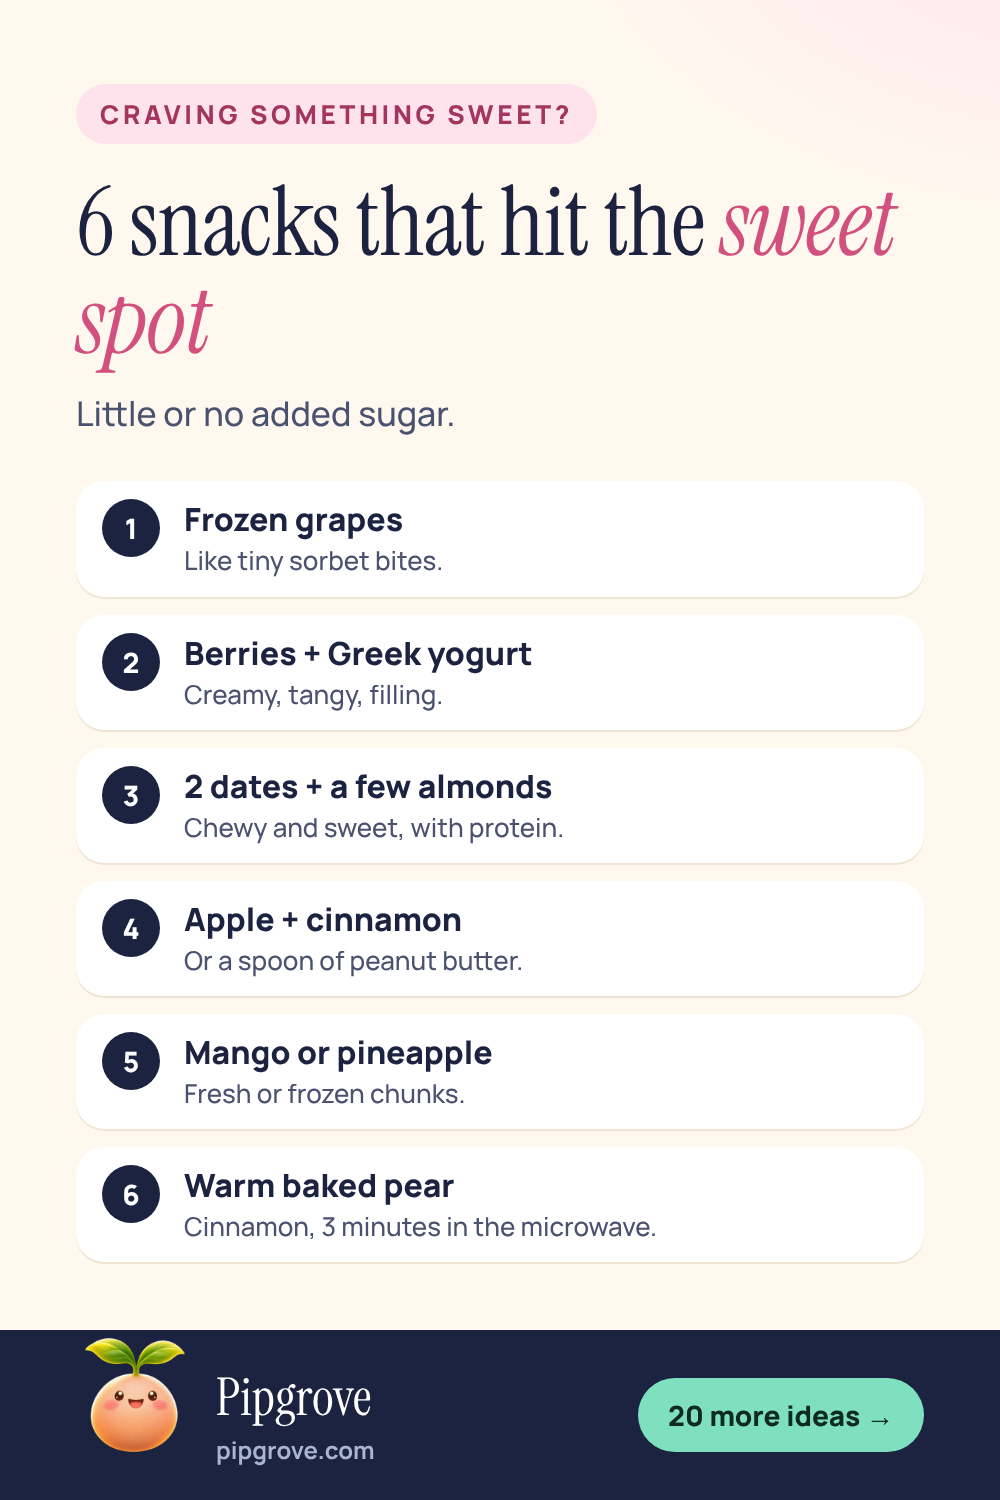 CRAVING SOMETHING SWEET?
6 snacks that hit the sweet
spot
Little or no added sugar.
1
Frozen grapes
Like tiny sorbet bites.
2
Berries + Greek yogurt
Creamy, tangy, filling.
3
2 dates + a few almonds
Chewy and sweet, with protein.
4
Apple + cinnamon
Or a spoon of peanut butter.
5
Mango or pineapple
Fresh or frozen chunks.
6
Warm baked pear
Cinnamon, 3 minutes in the microwave.
Pipgrove
pipgrove.com
20 more ideas →